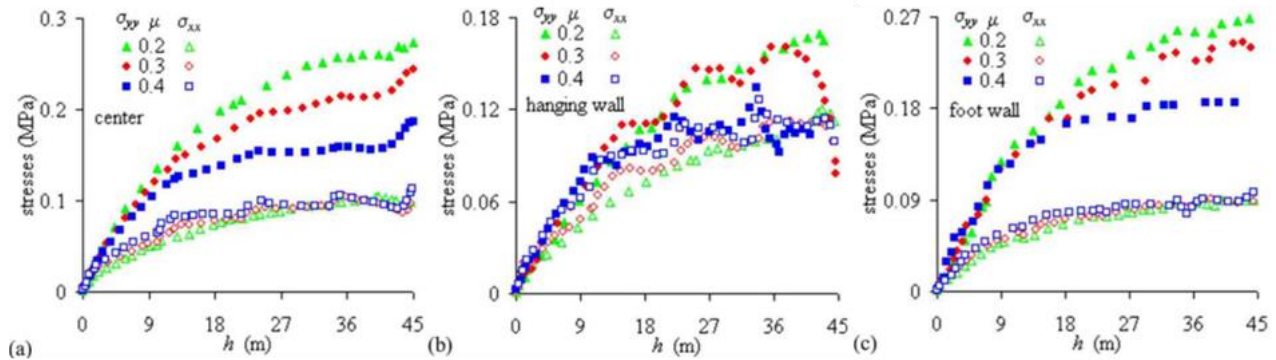 0.3
0.2
0.1
0
stresses (MPa)
σyy μ σxx
0.2
0.3
0.4
center
0 9 18 27 36 45
h (m)
(a)
0.18
0.12
0.06
0.00
stresses (MPa)
σyy μ σxx
0.2
0.3
0.4
hanging wall
0 9 18 27 36 45
h (m)
(b)
0.27
0.18
0.09
0
stresses (MPa)
σyy μ σxx
0.2
0.3
0.4
foot wall
0 9 18 27 36 45
h (m)
(c)